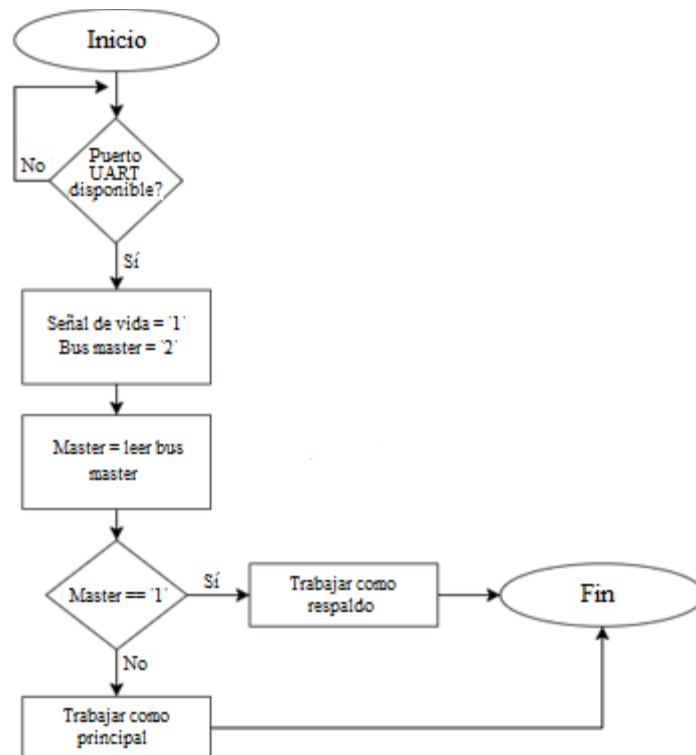 Inicio
No
Puerto
UART
disponible?
Sí
Señal de vida = '1'
Bus master = '2'
Master = leer bus
master
Master == '1'
Sí
Trabajar como
respaldo
Fin
No
Trabajar como
principal